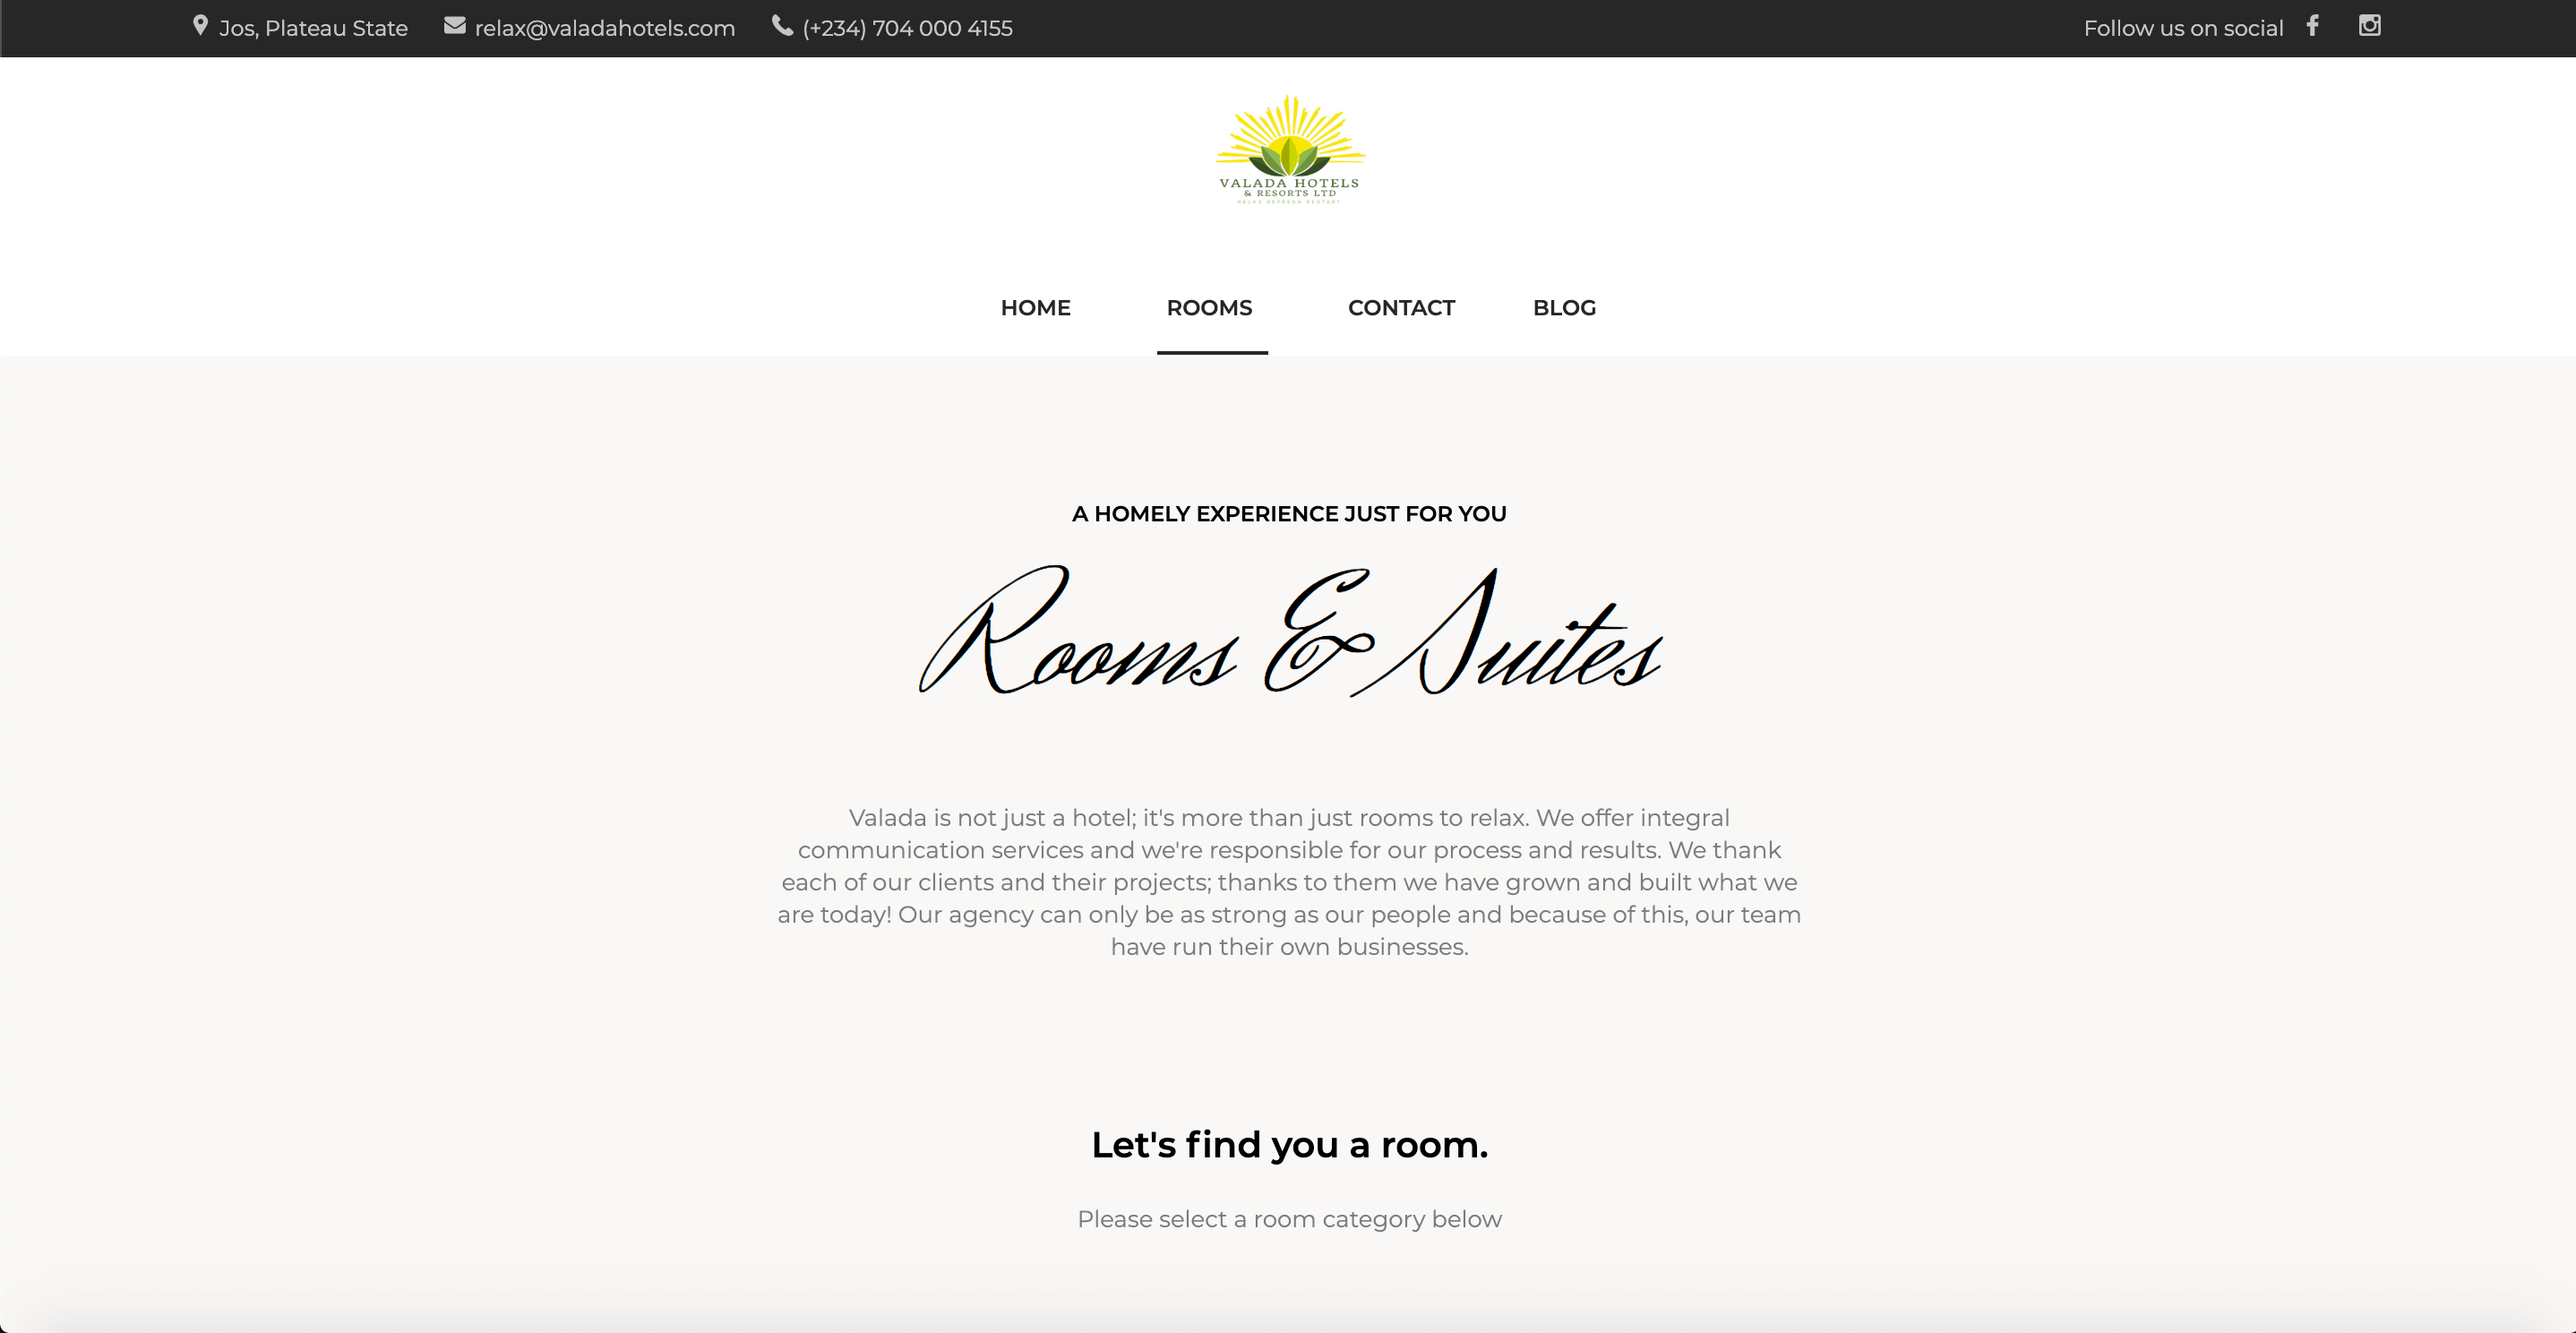 Jos, Plateau State relax@valadahotels.com (+234) 704 000 4155 Follow us on social
VALADA HOTELS
& RESORTS LTD
RELAX REFRESH RESTART
HOME ROOMS CONTACT BLOG
A HOMELY EXPERIENCE JUST FOR YOU
Rooms & Suites
Valada is not just a hotel; it's more than just rooms to relax. We offer integral
communication services and we're responsible for our process and results. We thank
each of our clients and their projects; thanks to them we have grown and built what we
are today! Our agency can only be as strong as our people and because of this, our team
have run their own businesses.
Let's find you a room.
Please select a room category below